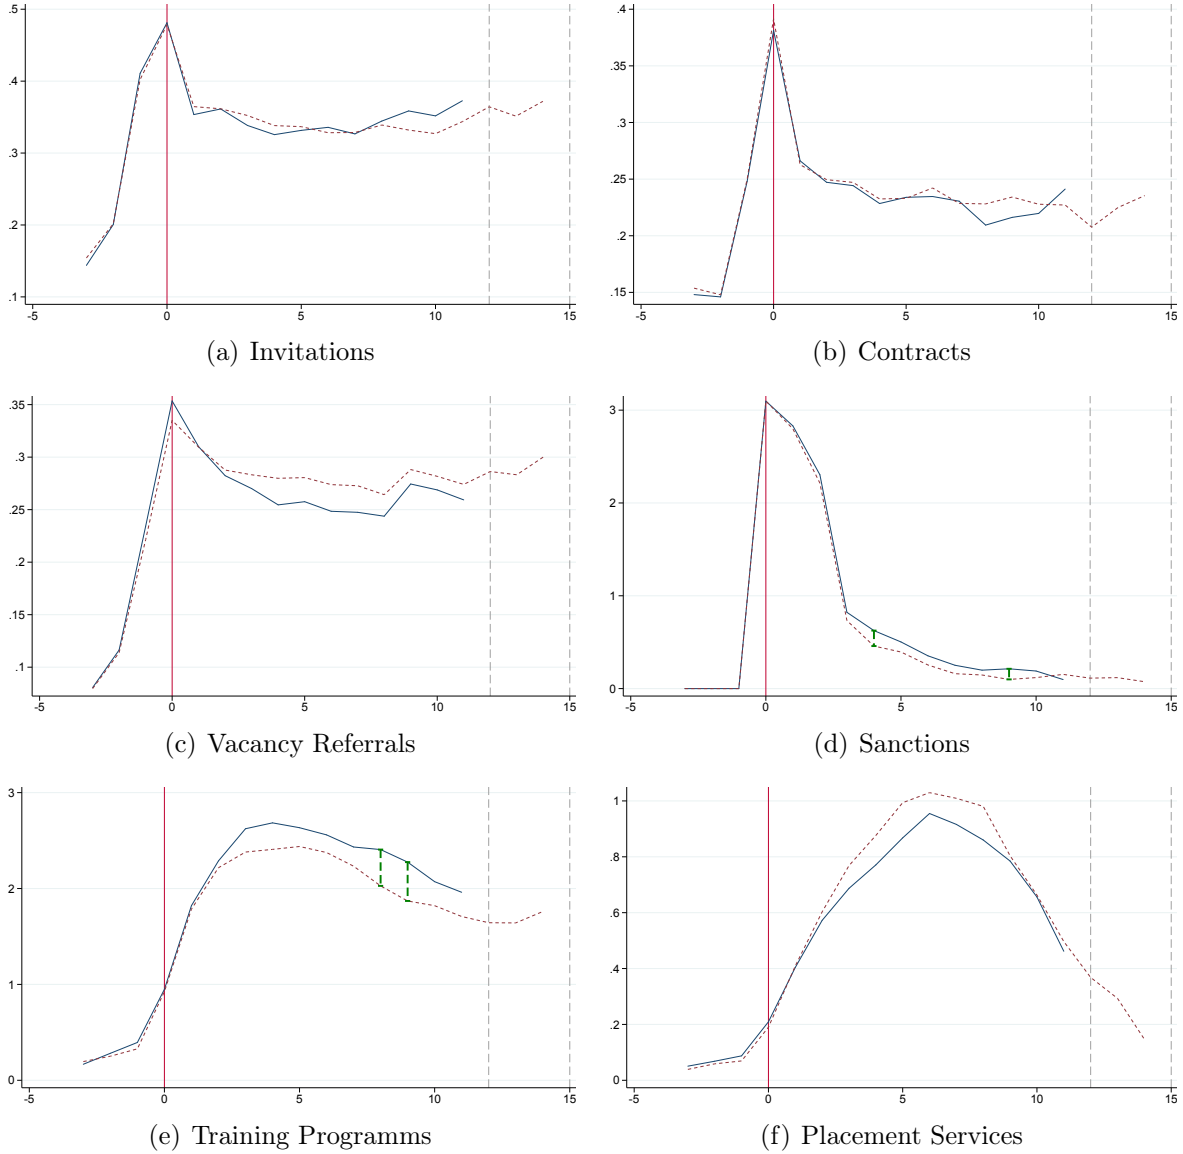 .5
.4
.3
.2
.1
-5 0 5 10 15
(a) Invitations
.4
.35
.3
.25
.2
.15
-5 0 5 10 15
(b) Contracts
.35
.3
.25
.2
.15
.1
-5 0 5 10 15
(c) Vacancy Referrals
3
2
1
0
-5 0 5 10 15
(d) Sanctions
3
2
1
0
-5 0 5 10 15
(e) Training Programms
1
.8
.6
.4
.2
0
-5 0 5 10 15
(f) Placement Services